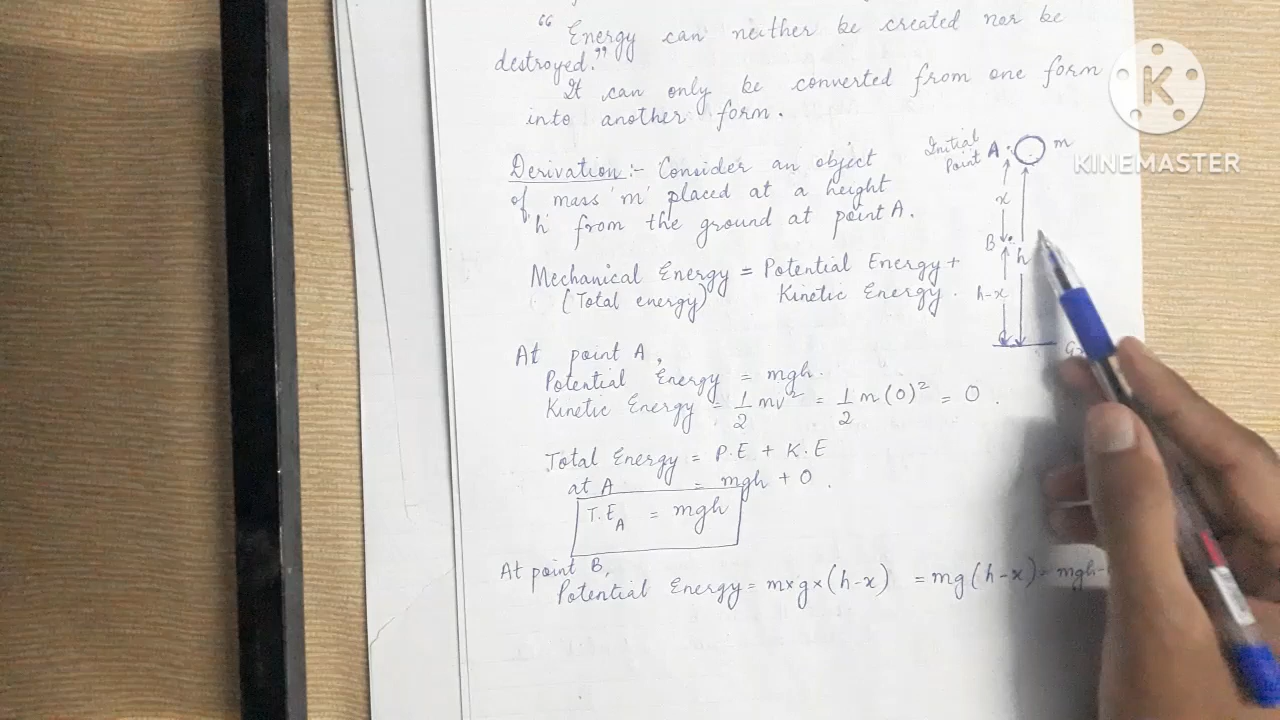 “ Energy can neither be created nor be
destroyed.”
It can only be converted from one form
into another form.
Derivation :- Consider an object
of mass 'm' placed at a height
'h' from the ground at point A.
Mechanical Energy = Potential Energy +
(Total energy) Kinetic Energy.
Initial
Point A
m
x
B
h
h-x
At point A,
Potential Energy = mgh.
Kinetic Energy = 1/2 mv² = 1/2 m(0)² = 0.
Total Energy = P.E + K.E
at A = mgh + 0.
T.E_A = mgh
At point B,
Potential Energy = m×g×(h-x) = mg(h-x) = mgh-
K
KINEMASTER